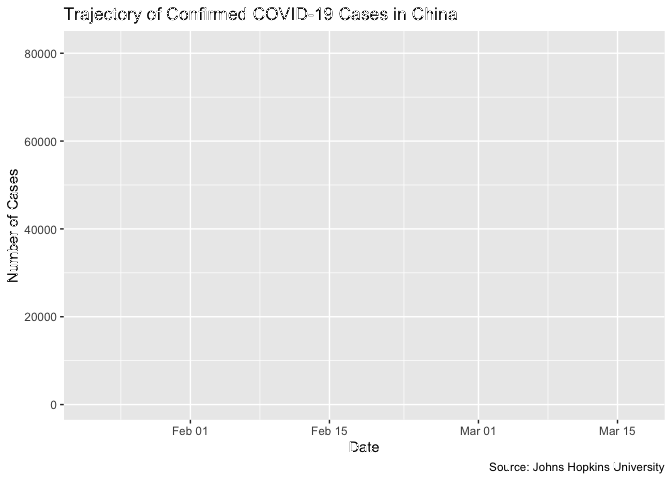 Trajectory of Confirmed COVID-19 Cases in China
80000
60000
40000
20000
0
Number of Cases
Feb 01
Feb 15
Mar 01
Mar 15
Date
Source: Johns Hopkins University